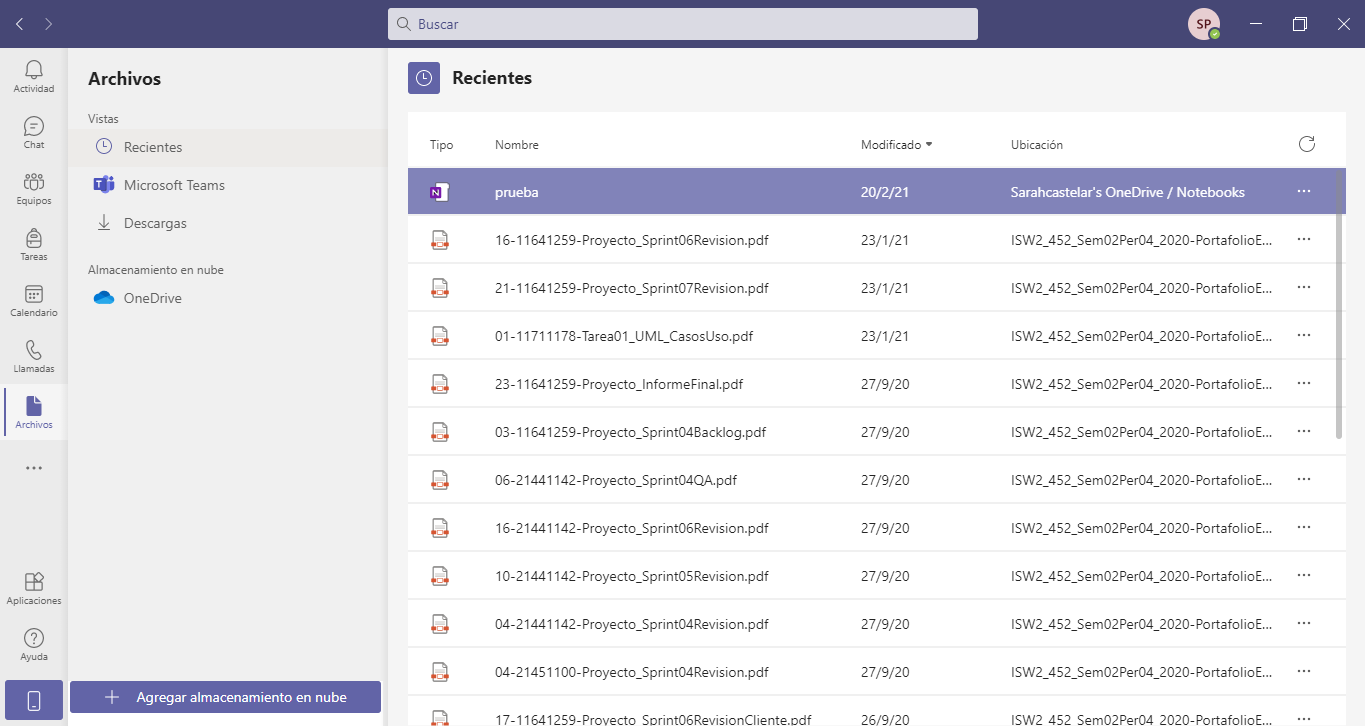 Buscar
SP
Actividad
Chat
Equipos
Tareas
Calendario
Llamadas
Archivos
Aplicaciones
Ayuda
Archivos
Vistas
Recientes
Microsoft Teams
Descargas
Almacenamiento en nube
OneDrive
Agregar almacenamiento en nube
Recientes
Tipo Nombre Modificado Ubicación
N prueba 20/2/21 Sarahcastelar's OneDrive / Notebooks
16-11641259-Proyecto_Sprint06Revision.pdf 23/1/21 ISW2_452_Sem02Per04_2020-PortafolioE...
21-11641259-Proyecto_Sprint07Revision.pdf 23/1/21 ISW2_452_Sem02Per04_2020-PortafolioE...
01-11711178-Tarea01_UML_CasosUso.pdf 23/1/21 ISW2_452_Sem02Per04_2020-PortafolioE...
23-11641259-Proyecto_InformeFinal.pdf 27/9/20 ISW2_452_Sem02Per04_2020-PortafolioE...
03-11641259-Proyecto_Sprint04Backlog.pdf 27/9/20 ISW2_452_Sem02Per04_2020-PortafolioE...
06-21441142-Proyecto_Sprint04QA.pdf 27/9/20 ISW2_452_Sem02Per04_2020-PortafolioE...
16-21441142-Proyecto_Sprint06Revision.pdf 27/9/20 ISW2_452_Sem02Per04_2020-PortafolioE...
10-21441142-Proyecto_Sprint05Revision.pdf 27/9/20 ISW2_452_Sem02Per04_2020-PortafolioE...
04-21441142-Proyecto_Sprint04Revision.pdf 27/9/20 ISW2_452_Sem02Per04_2020-PortafolioE...
04-21451100-Proyecto_Sprint04Revision.pdf 27/9/20 ISW2_452_Sem02Per04_2020-PortafolioE...
17-11641259-Proyecto_Sprint06RevisionCliente.pdf 26/9/20 ISW2_452_Sem02Per04_2020-PortafolioE...